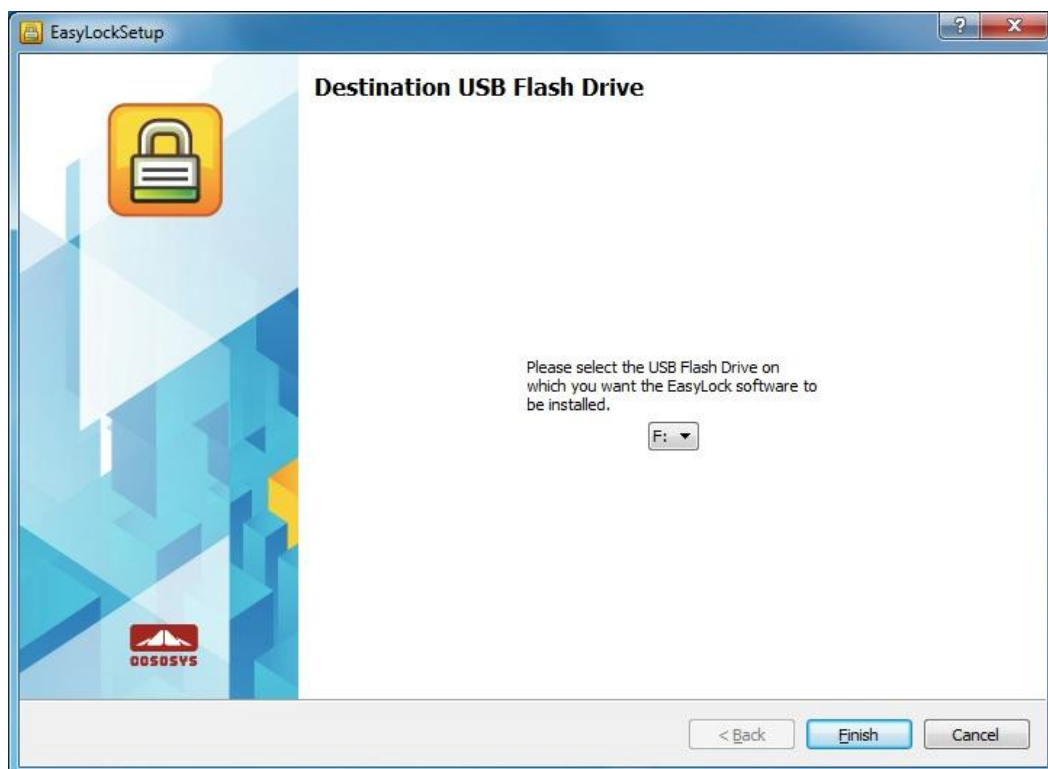 EasyLockSetup
Destination USB Flash Drive
Please select the USB Flash Drive on
which you want the EasyLock software to
be installed.
F:
COSOSYS
< Back
Finish
Cancel